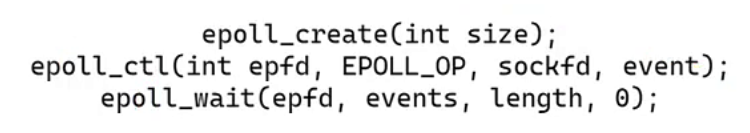 epoll_create(int size);
epoll_ctl(int epfd, EPOLL_OP, sockfd, event);
epoll_wait(epfd, events, length, 0);